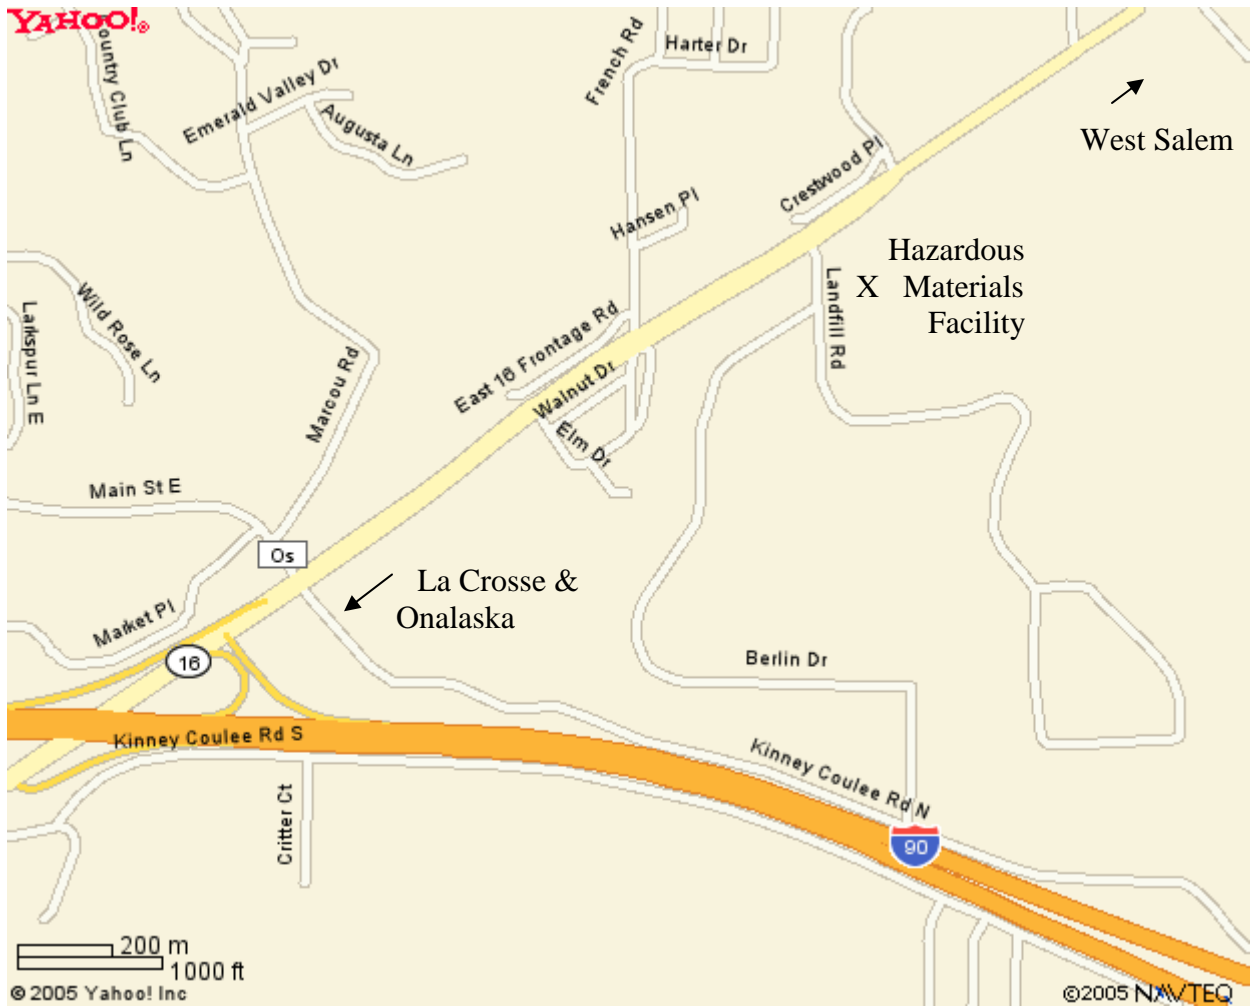 YAHOO!®
Country Club Ln
Emerald Valley Dr
Augusta Ln
French Rd
Harter Dr
West Salem
Crestwood Pl
Hansen Pl
Hazardous
X Materials
Facility
Landfill Rd
Larkspur Ln E
Wild Rose Ln
Marcou Rd
East 16 Frontage Rd
Walnut Dr
Elm Dr
Main St E
Os
La Crosse &
Onalaska
Market Pl
16
Berlin Dr
Kinney Coulee Rd S
Kinney Coulee Rd N
90
Critter Ct
200 m
1000 ft
© 2005 Yahoo! Inc
©2005 NAVTEQ